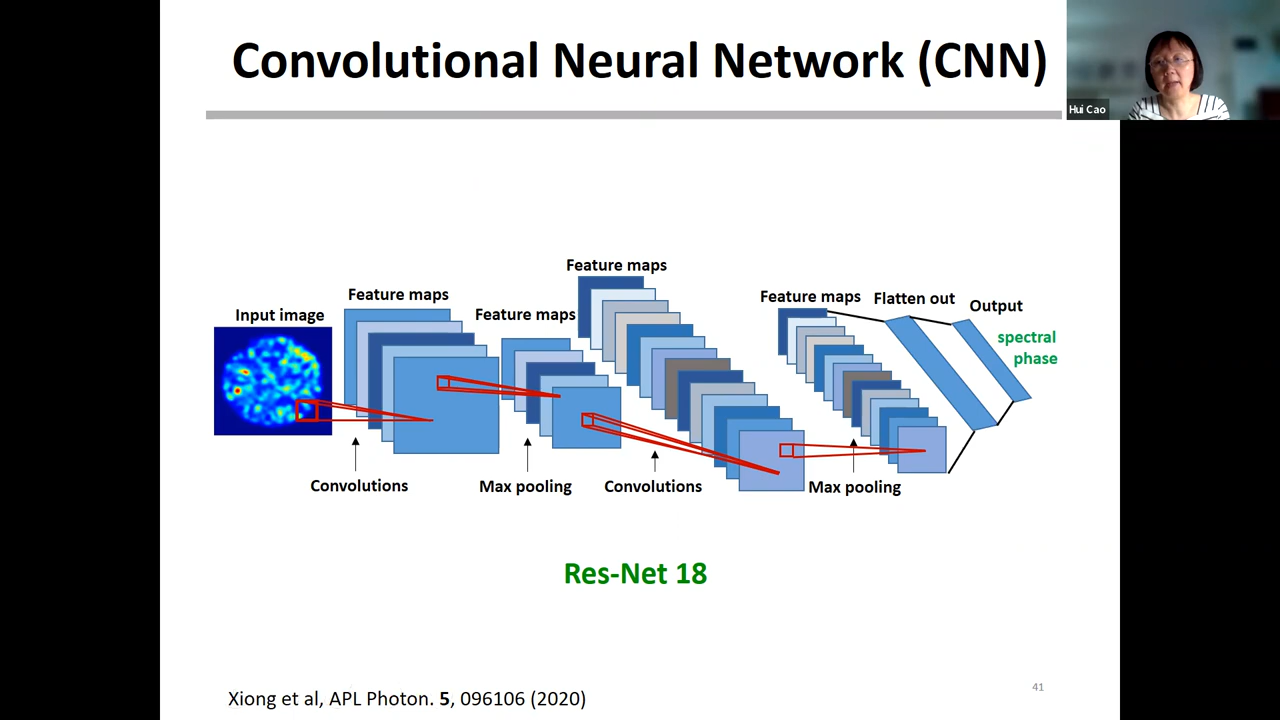 Convolutional Neural Network (CNN)
Hui Cao
Input image
Feature maps
Feature maps
Feature maps
Feature maps
Flatten out
Output
spectral
phase
Convolutions
Max pooling
Convolutions
Max pooling
Res-Net 18
Xiong et al, APL Photon. 5, 096106 (2020)
41